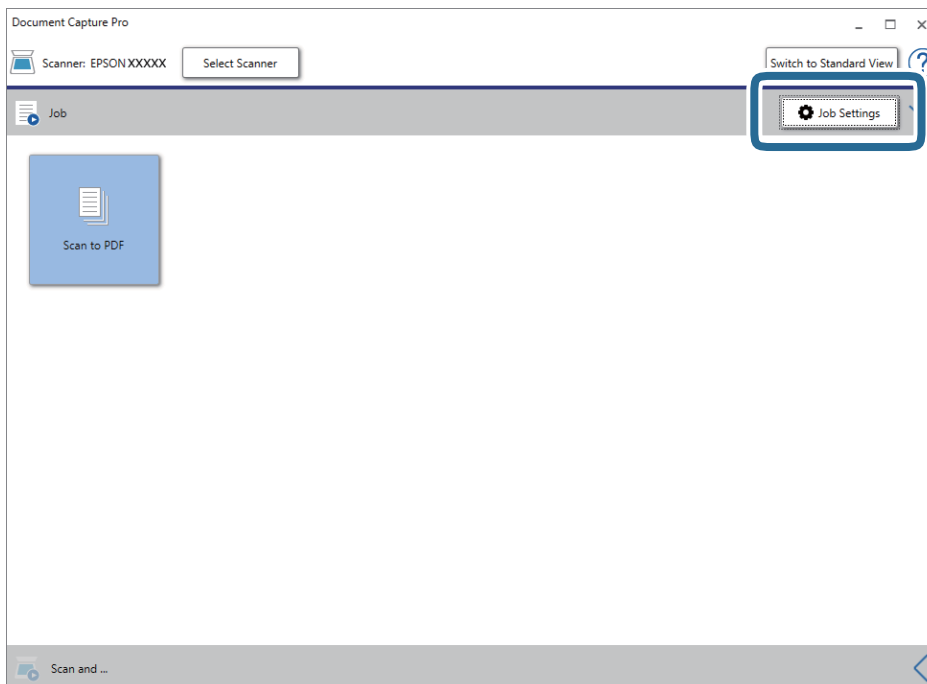 Document Capture Pro
Scanner: EPSON XXXXX
Select Scanner
Switch to Standard View
?
Job
Job Settings
Scan to PDF
Scan and ...